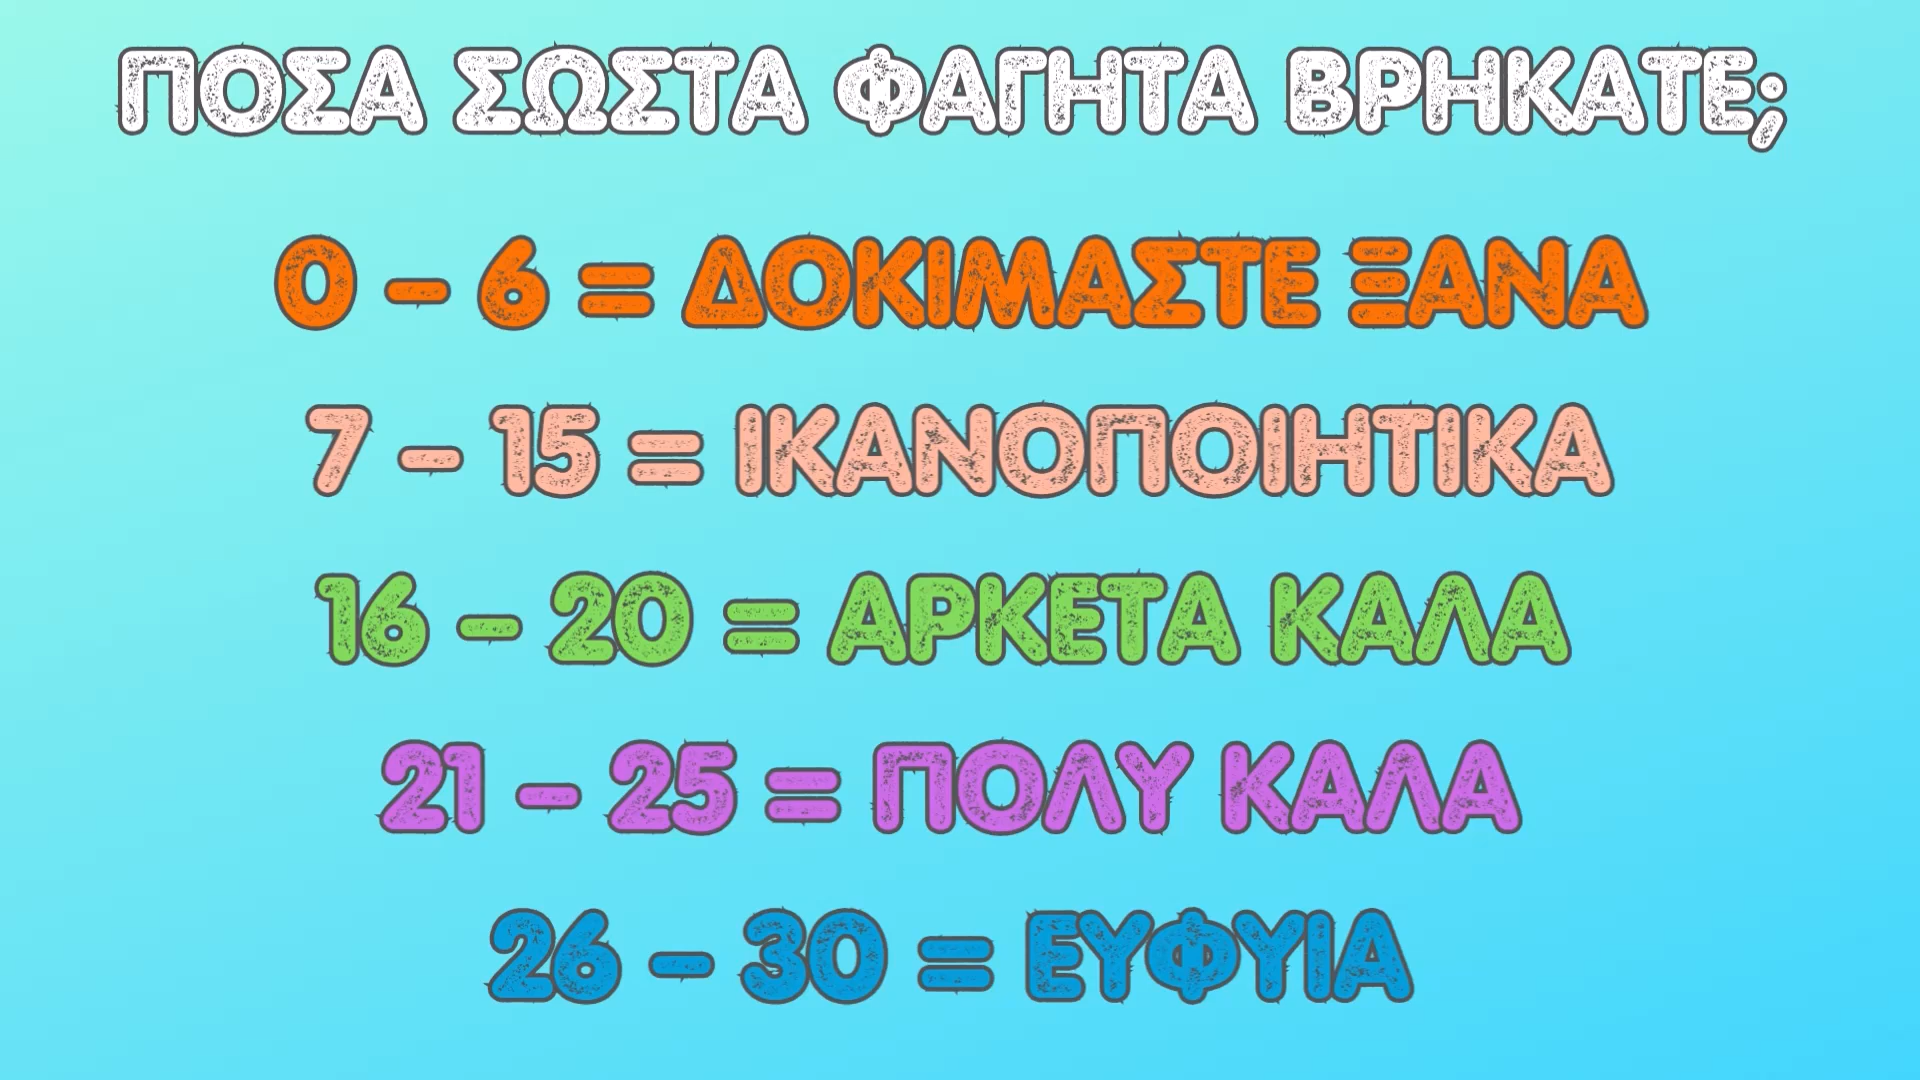 ΠΟΣΑ ΣΩΣΤΑ ΦΑΓΗΤΑ ΒΡΗΚΑΤΕ;
0 - 6 = ΔΟΚΙΜΑΣΤΕ ΞΑΝΑ
7 - 15 = ΙΚΑΝΟΠΟΙΗΤΙΚΑ
16 - 20 = ΑΡΚΕΤΑ ΚΑΛΑ
21 - 25 = ΠΟΛΥ ΚΑΛΑ
26 - 30 = ΕΥΦΥΙΑ